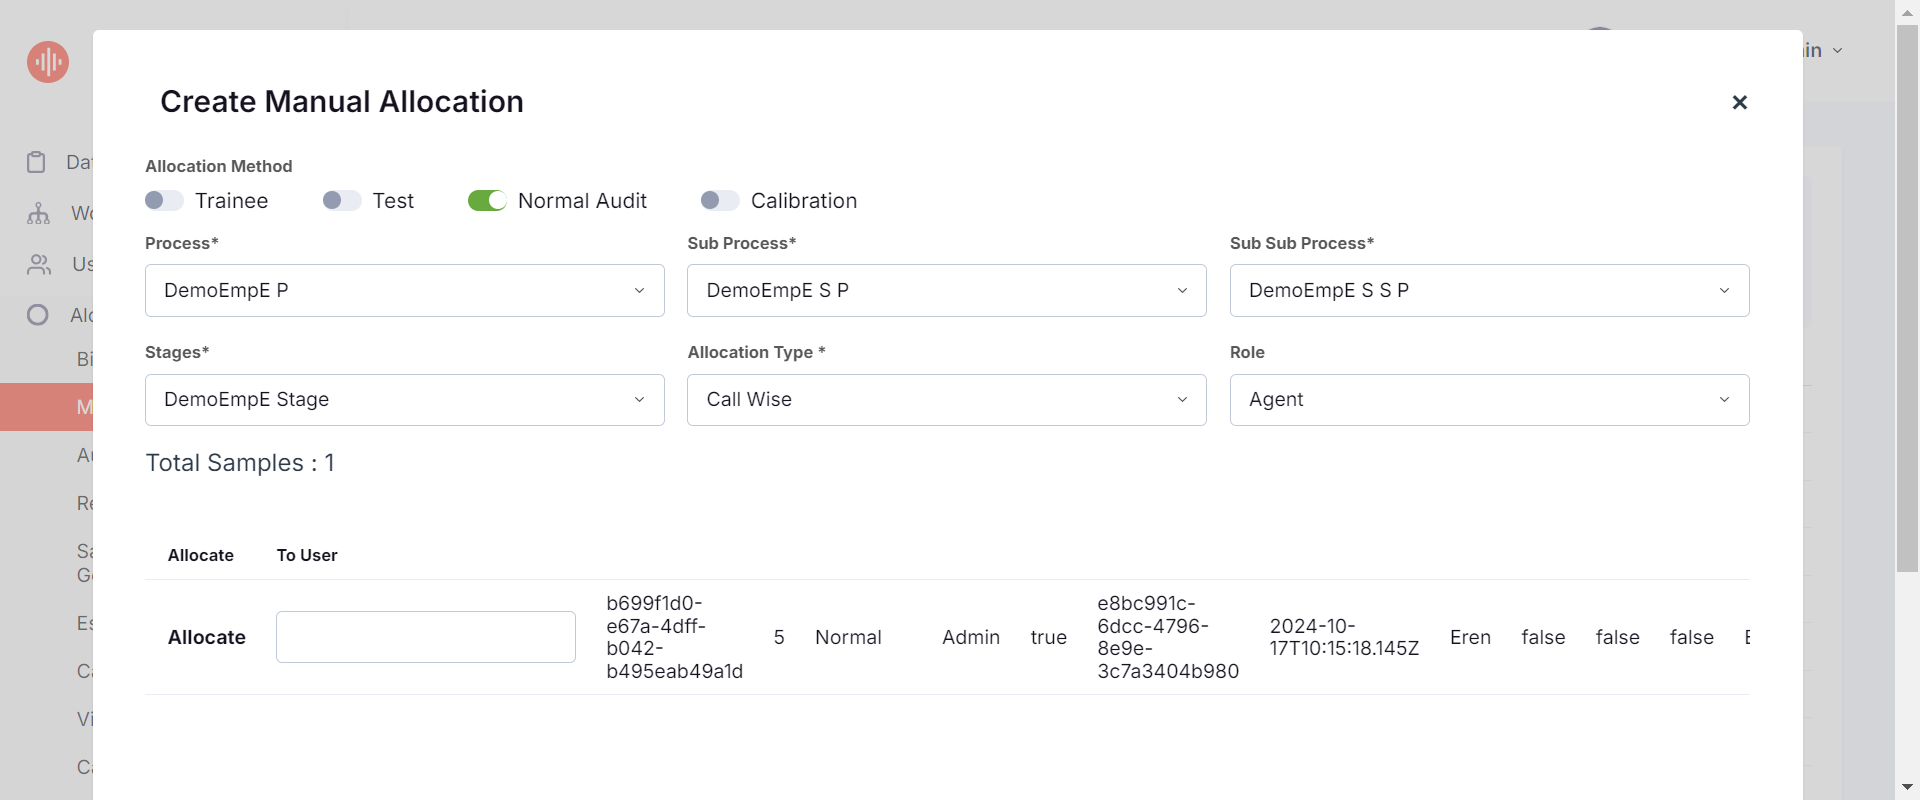 in
Create Manual Allocation
Allocation Method
Trainee Test Normal Audit Calibration
Process* Sub Process* Sub Sub Process*
DemoEmpE P DemoEmpE S P DemoEmpE S S P
Stages* Allocation Type * Role
DemoEmpE Stage Call Wise Agent
Total Samples : 1
Allocate To User
Allocate b699f1d0-e67a-4dff-b042-b495eab49a1d 5 Normal Admin true e8bc991c-6dcc-4796-8e9e-3c7a3404b980 2024-10-17T10:15:18.145Z Eren false false false
Da
Wo
Us
Alo
Bi
M
Au
Re
Sa
Ge
Es
Ca
Vi
Ca